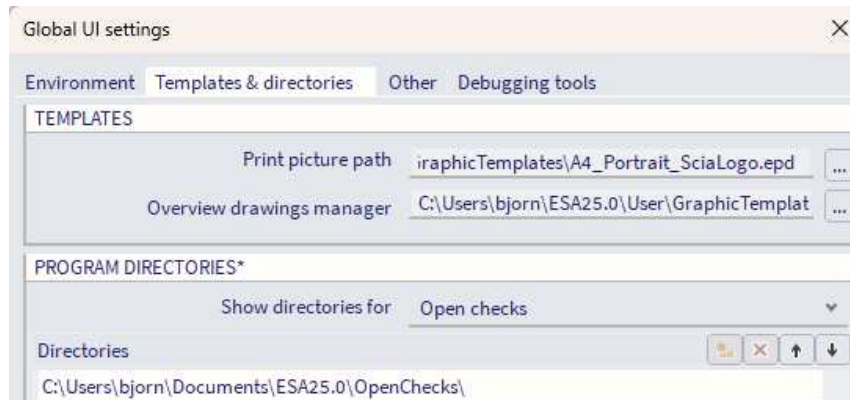 Global UI settings
Environment Templates & directories Other Debugging tools
TEMPLATES
Print picture path iraphicTemplates\A4_Portrait_SciaLogo.epd ...
Overview drawings manager C:\Users\bjorn\ESA25.0\User\GraphicTemplat ...
PROGRAM DIRECTORIES*
Show directories for Open checks
Directories
C:\Users\bjorn\Documents\ESA25.0\OpenChecks\